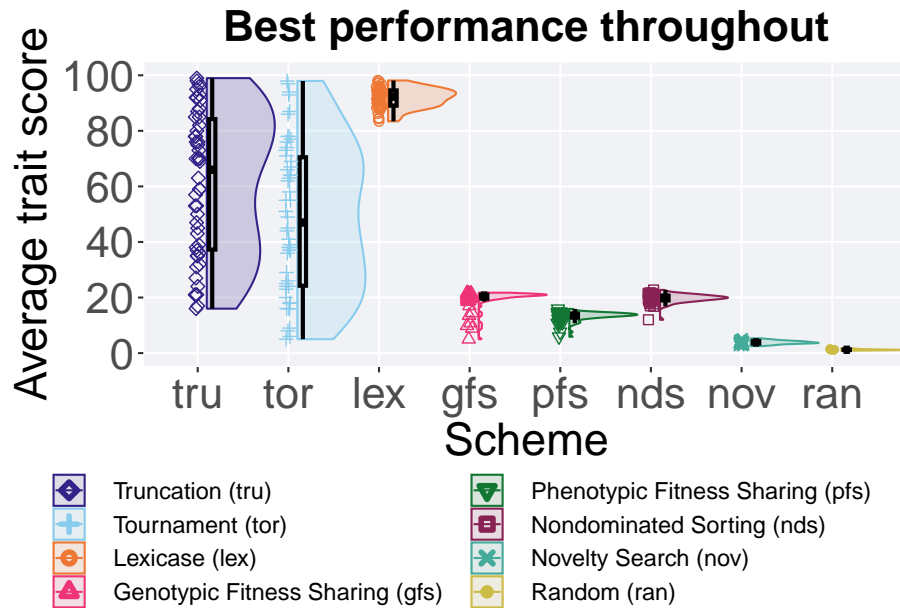 Best performance throughout
Average trait score
100
80
60
40
20
0
tru tor lex gfs pfs nds nov ran
Scheme
Truncation (tru)
Tournament (tor)
Lexicase (lex)
Genotypic Fitness Sharing (gfs)
Phenotypic Fitness Sharing (pfs)
Nondominated Sorting (nds)
Novelty Search (nov)
Random (ran)